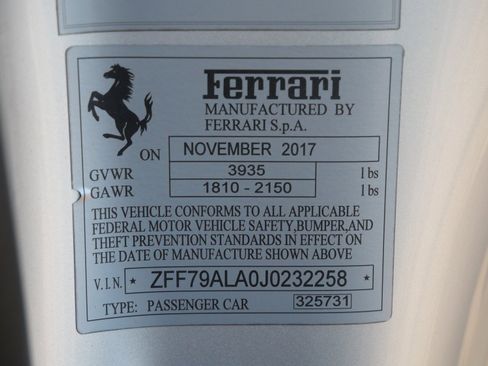 Ferrari
MANUFACTURED BY
FERRARI S.p.A.
ON NOVEMBER 2017
GVWR 3935 lbs
GAWR 1810 - 2150 lbs
THIS VEHICLE CONFORMS TO ALL APPLICABLE
FEDERAL MOTOR VEHICLE SAFETY,BUMPER,AND
THEFT PREVENTION STANDARDS IN EFFECT ON
THE DATE OF MANUFACTURE SHOWN ABOVE
V.I.N. * ZFF79ALA0J0232258 *
TYPE: PASSENGER CAR 325731